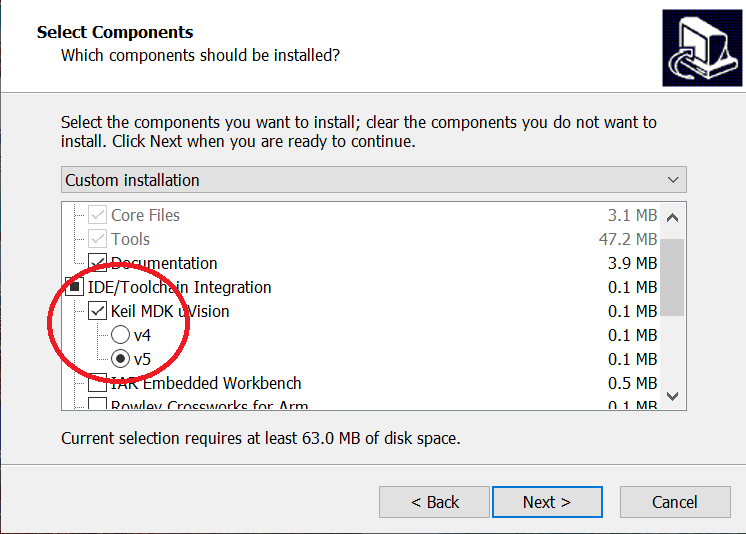 Select Components
Which components should be installed?
Select the components you want to install; clear the components you do not want to
install. Click Next when you are ready to continue.
Custom installation
Core Files 3.1 MB
Tools 47.2 MB
Documentation 3.9 MB
IDE/Toolchain Integration 0.1 MB
Keil MDK uVision 0.1 MB
v4 0.1 MB
v5 0.1 MB
IAR Embedded Workbench 0.5 MB
Rowley Crossworks for Arm 0.1 MB
Current selection requires at least 63.0 MB of disk space.
< Back Next > Cancel